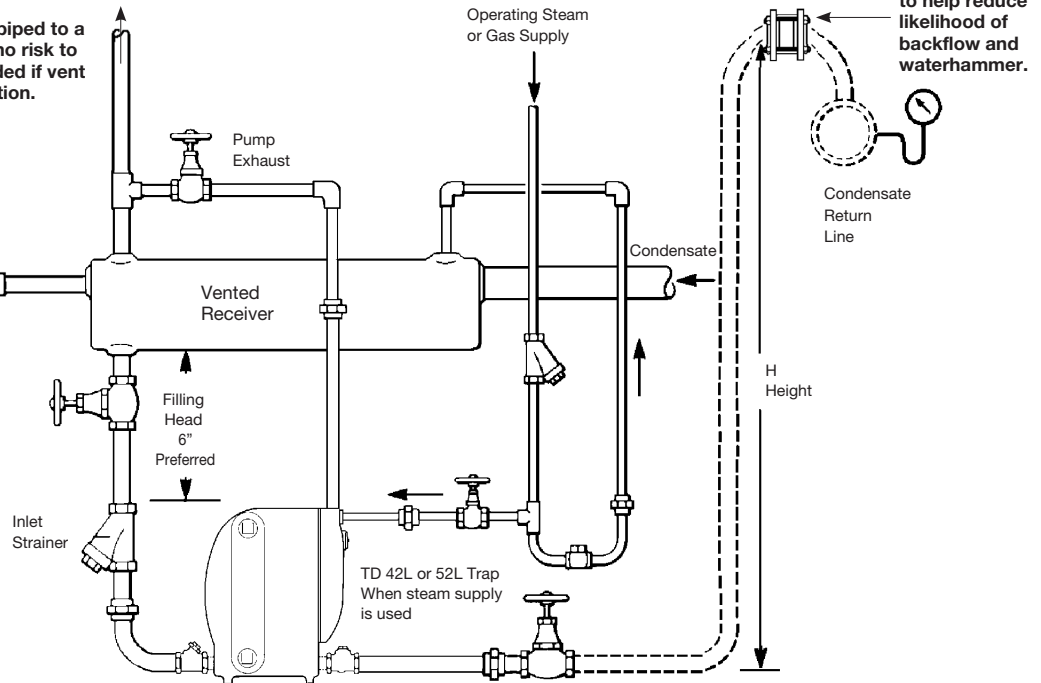 piped to a
no risk to
if vent
Operating Steam
or Gas Supply
to help reduce
likelihood of
backflow and
waterhammer.
Pump
Exhaust
Condensate
Return
Line
Condensate
Vented
Receiver
Filling
Head
6”
Preferred
H
Height
Inlet
Strainer
TD 42L or 52L Trap
When steam supply
is used